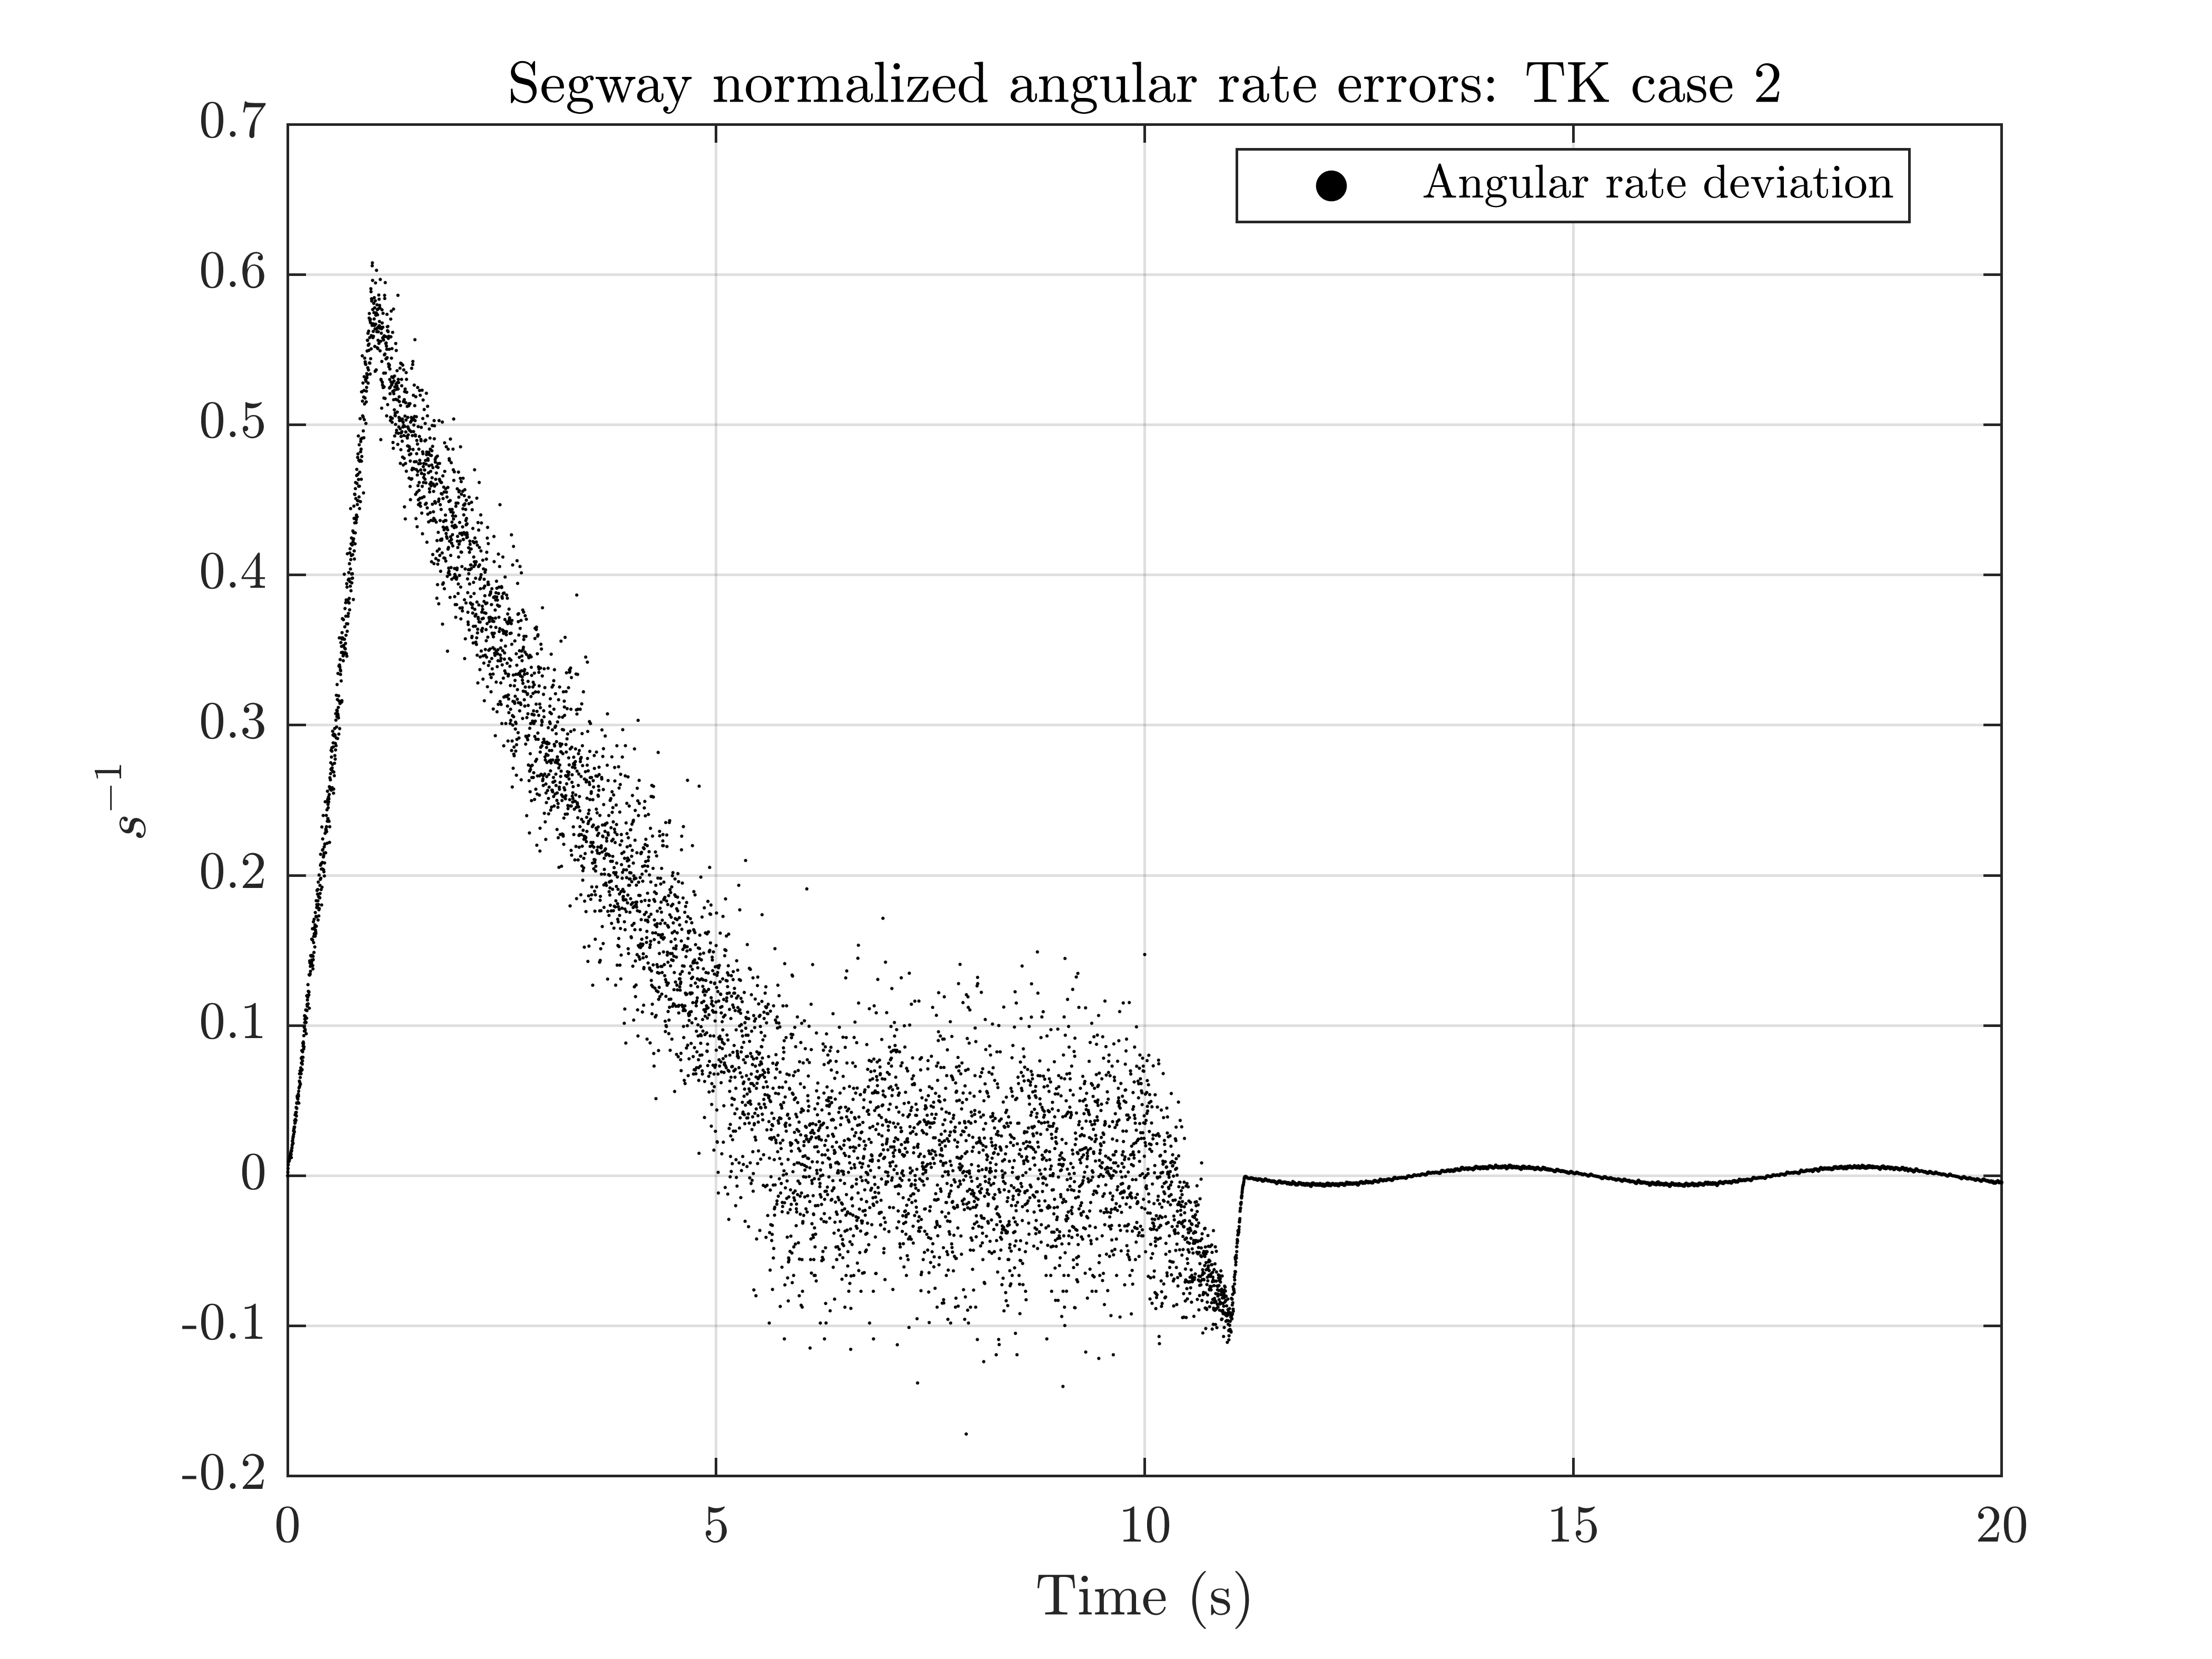 Segway normalized angular rate errors: TK case 2
Angular rate deviation
0.7
0.6
0.5
0.4
0.3
0.2
0.1
0
-0.1
-0.2
s⁻¹
0 5 10 15 20
Time (s)